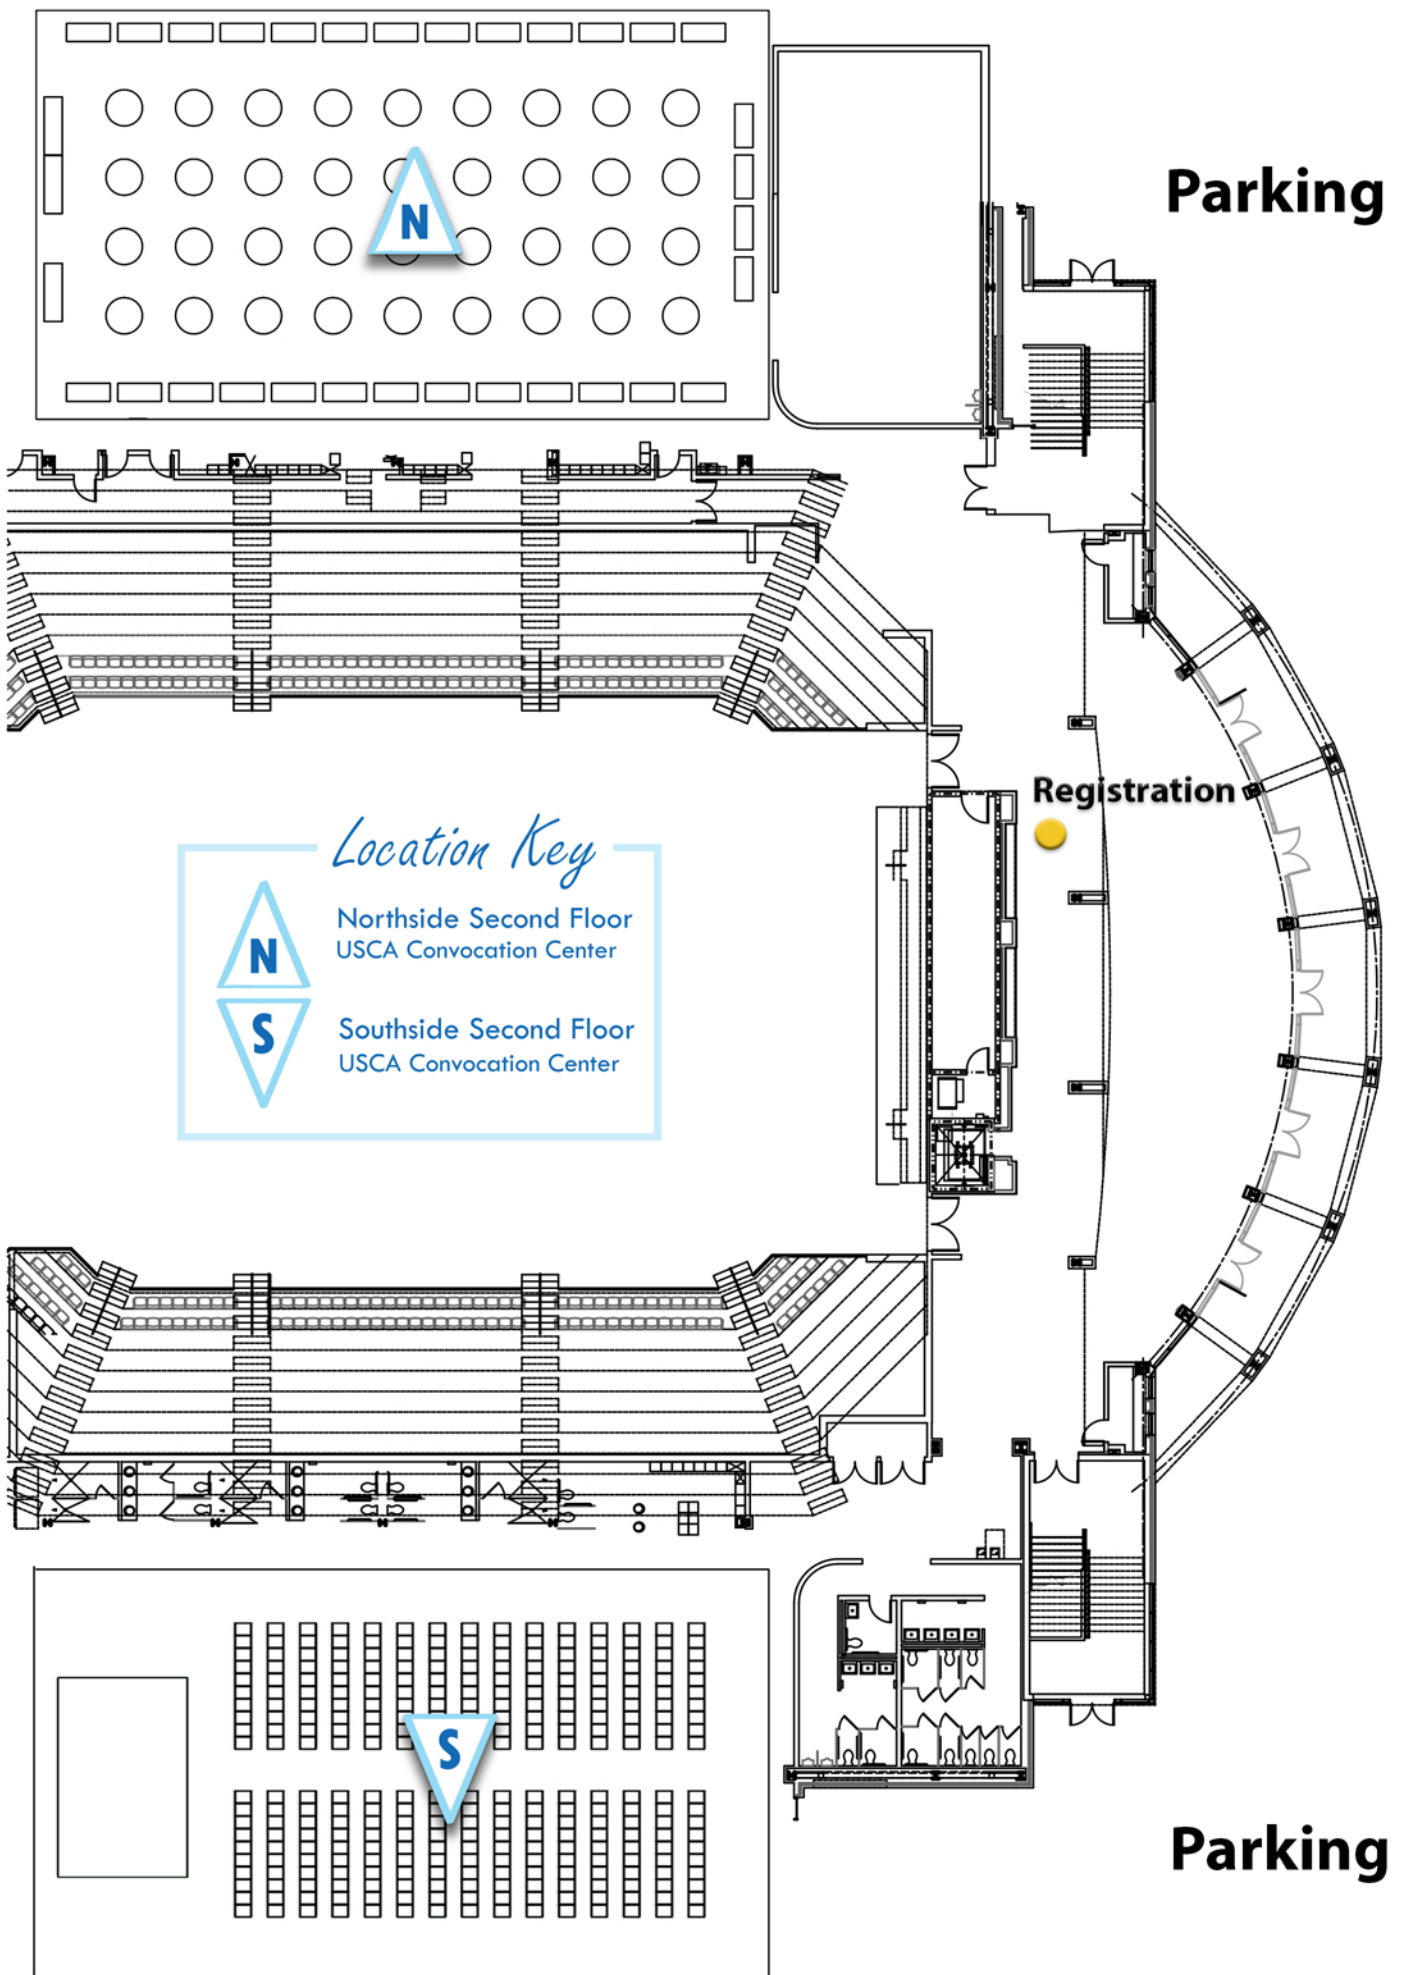 Parking
N
Registration
Location Key
N
Northside Second Floor
USCA Convocation Center
S
Southside Second Floor
USCA Convocation Center
S
Parking